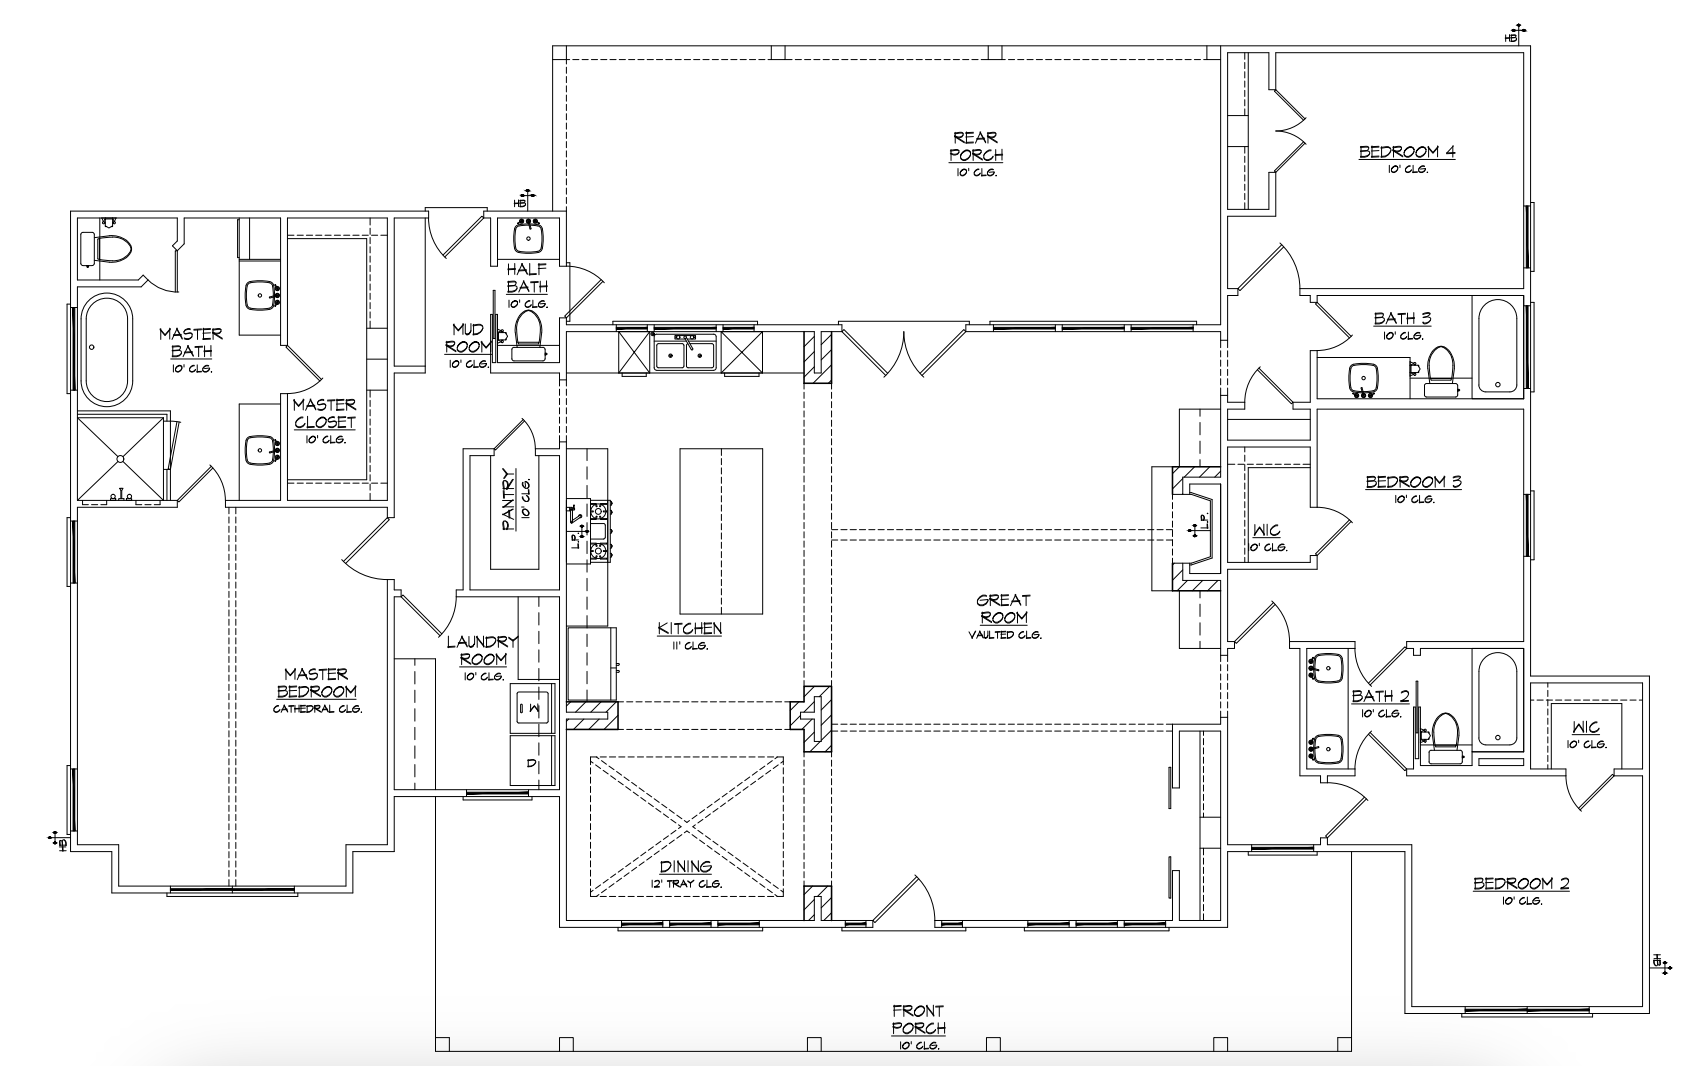 HB
REAR
PORCH
10' CLG.
BEDROOM 4
10' CLG.
HB
HALF
BATH
10' CLG.
MASTER
BATH
10' CLG.
MUD
ROOM
10' CLG.
BATH 3
10' CLG.
MASTER
CLOSET
10' CLG.
PANTRY
10' CLG.
BEDROOM 3
10' CLG.
L.P.
L.P.
WIC
10' CLG.
GREAT
ROOM
VAULTED CLG.
KITCHEN
11' CLG.
LAUNDRY
ROOM
10' CLG.
MASTER
BEDROOM
CATHEDRAL CLG.
BATH 2
10' CLG.
W
D
WIC
10' CLG.
HB
DINING
12' TRAY CLG.
BEDROOM 2
10' CLG.
HB
FRONT
PORCH
10' CLG.